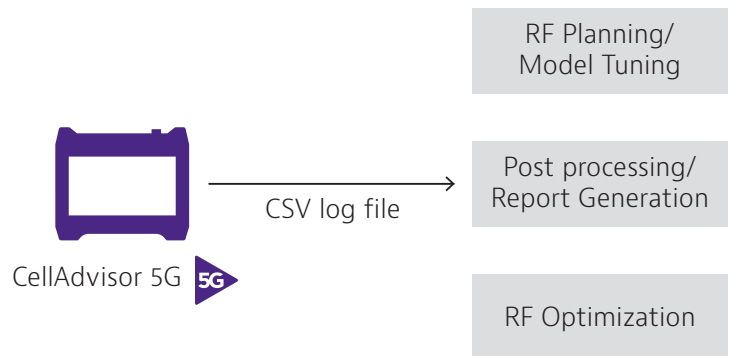 RF Planning/
Model Tuning
CSV log file
Post processing/
Report Generation
CellAdvisor 5G 5G
RF Optimization